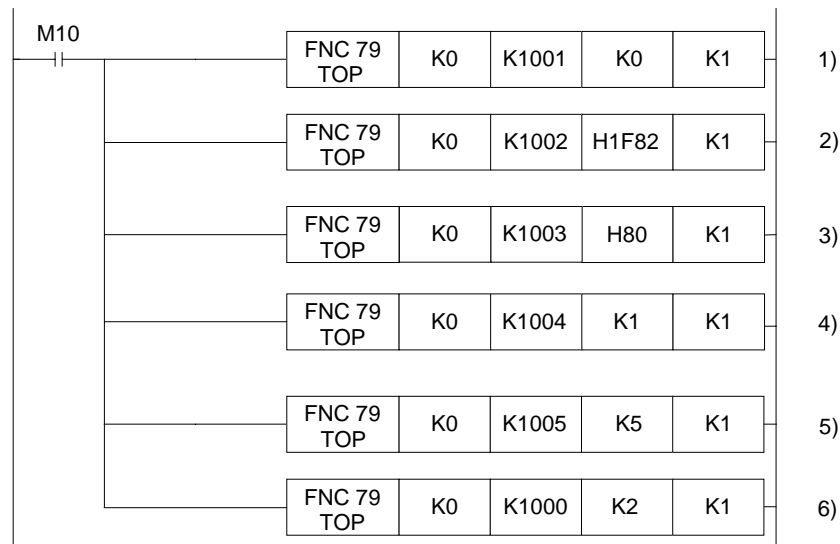 M10
FNC 79 TOP K0 K1001 K0 K1 1)
FNC 79 TOP K0 K1002 H1F82 K1 2)
FNC 79 TOP K0 K1003 H80 K1 3)
FNC 79 TOP K0 K1004 K1 K1 4)
FNC 79 TOP K0 K1005 K5 K1 5)
FNC 79 TOP K0 K1000 K2 K1 6)